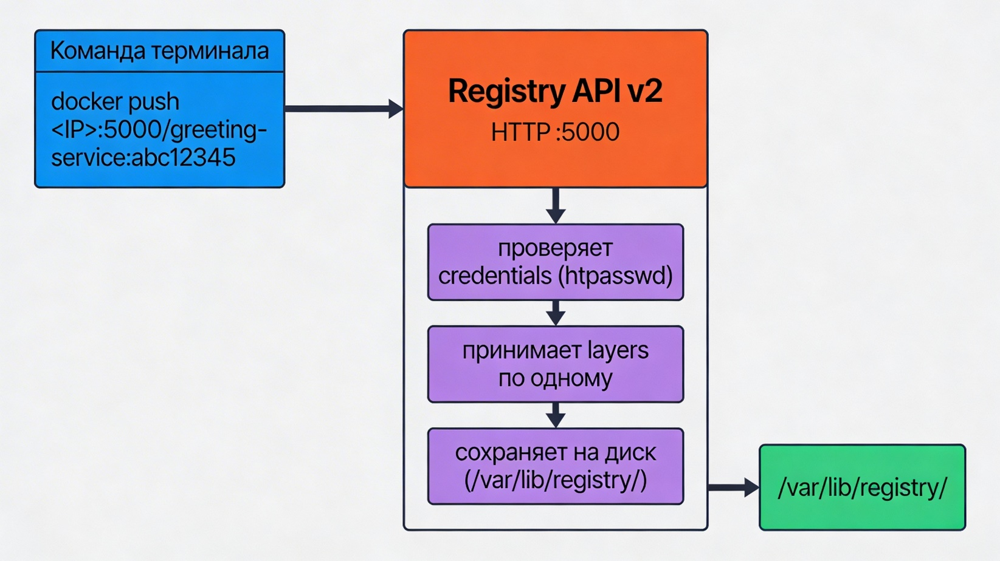 Команда терминала
docker push
<IP>:5000/greeting-
service:abc12345
Registry API v2
HTTP :5000
проверяет
credentials (htpasswd)
принимает layers
по одному
сохраняет на диск
(/var/lib/registry/)
/var/lib/registry/